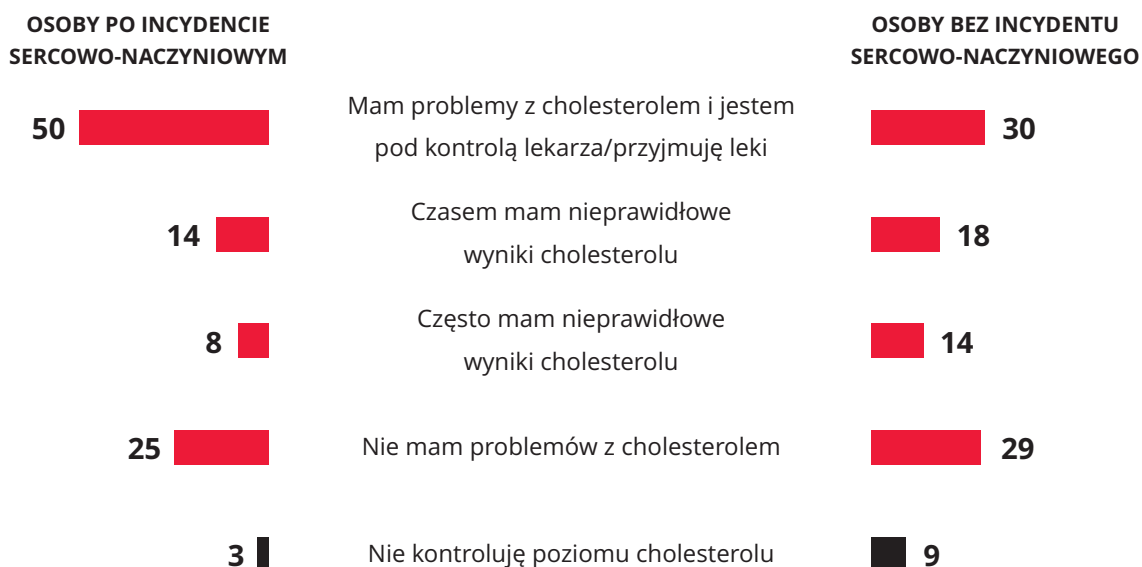 OSOBY PO INCYDENCIE
SERCOWO-NACZYNIOWYM
OSOBY BEZ INCYDENTU
SERCOWO-NACZYNIOWEGO
50
Mam problemy z cholesterolem i jestem
pod kontrolą lekarza/przyjmuję leki
30
14
Czasem mam nieprawidłowe
wyniki cholesterolu
18
8
Często mam nieprawidłowe
wyniki cholesterolu
14
25
Nie mam problemów z cholesterolem
29
3
Nie kontroluję poziomu cholesterolu
9